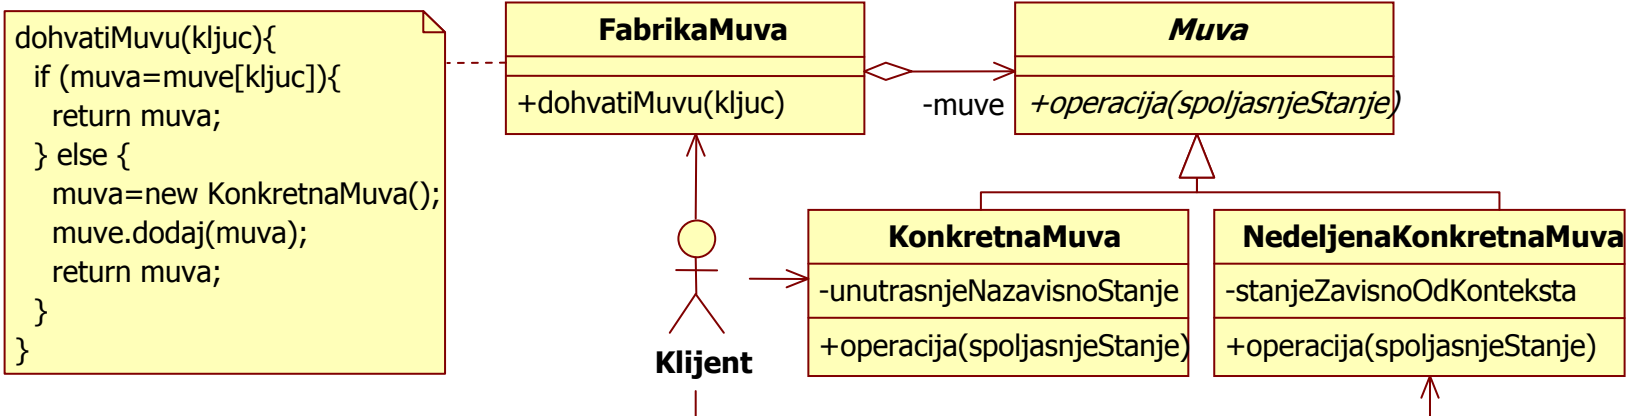 dohvatiMuvu(kljuc){
if (muva=muve[kljuc]){
return muva;
} else {
muva=new KonkretnaMuva();
muve.dodaj(muva);
return muva;
}
}
FabrikaMuva
+dohvatiMuvu(kljuc)
-muve
Muva
+operacija(spoljasnjeStanje)
Klijent
KonkretnaMuva
-unutrasnjeNazavisnoStanje
+operacija(spoljasnjeStanje)
NedeljenaKonkretnaMuva
-stanjeZavisnoOdKonteksta
+operacija(spoljasnjeStanje)